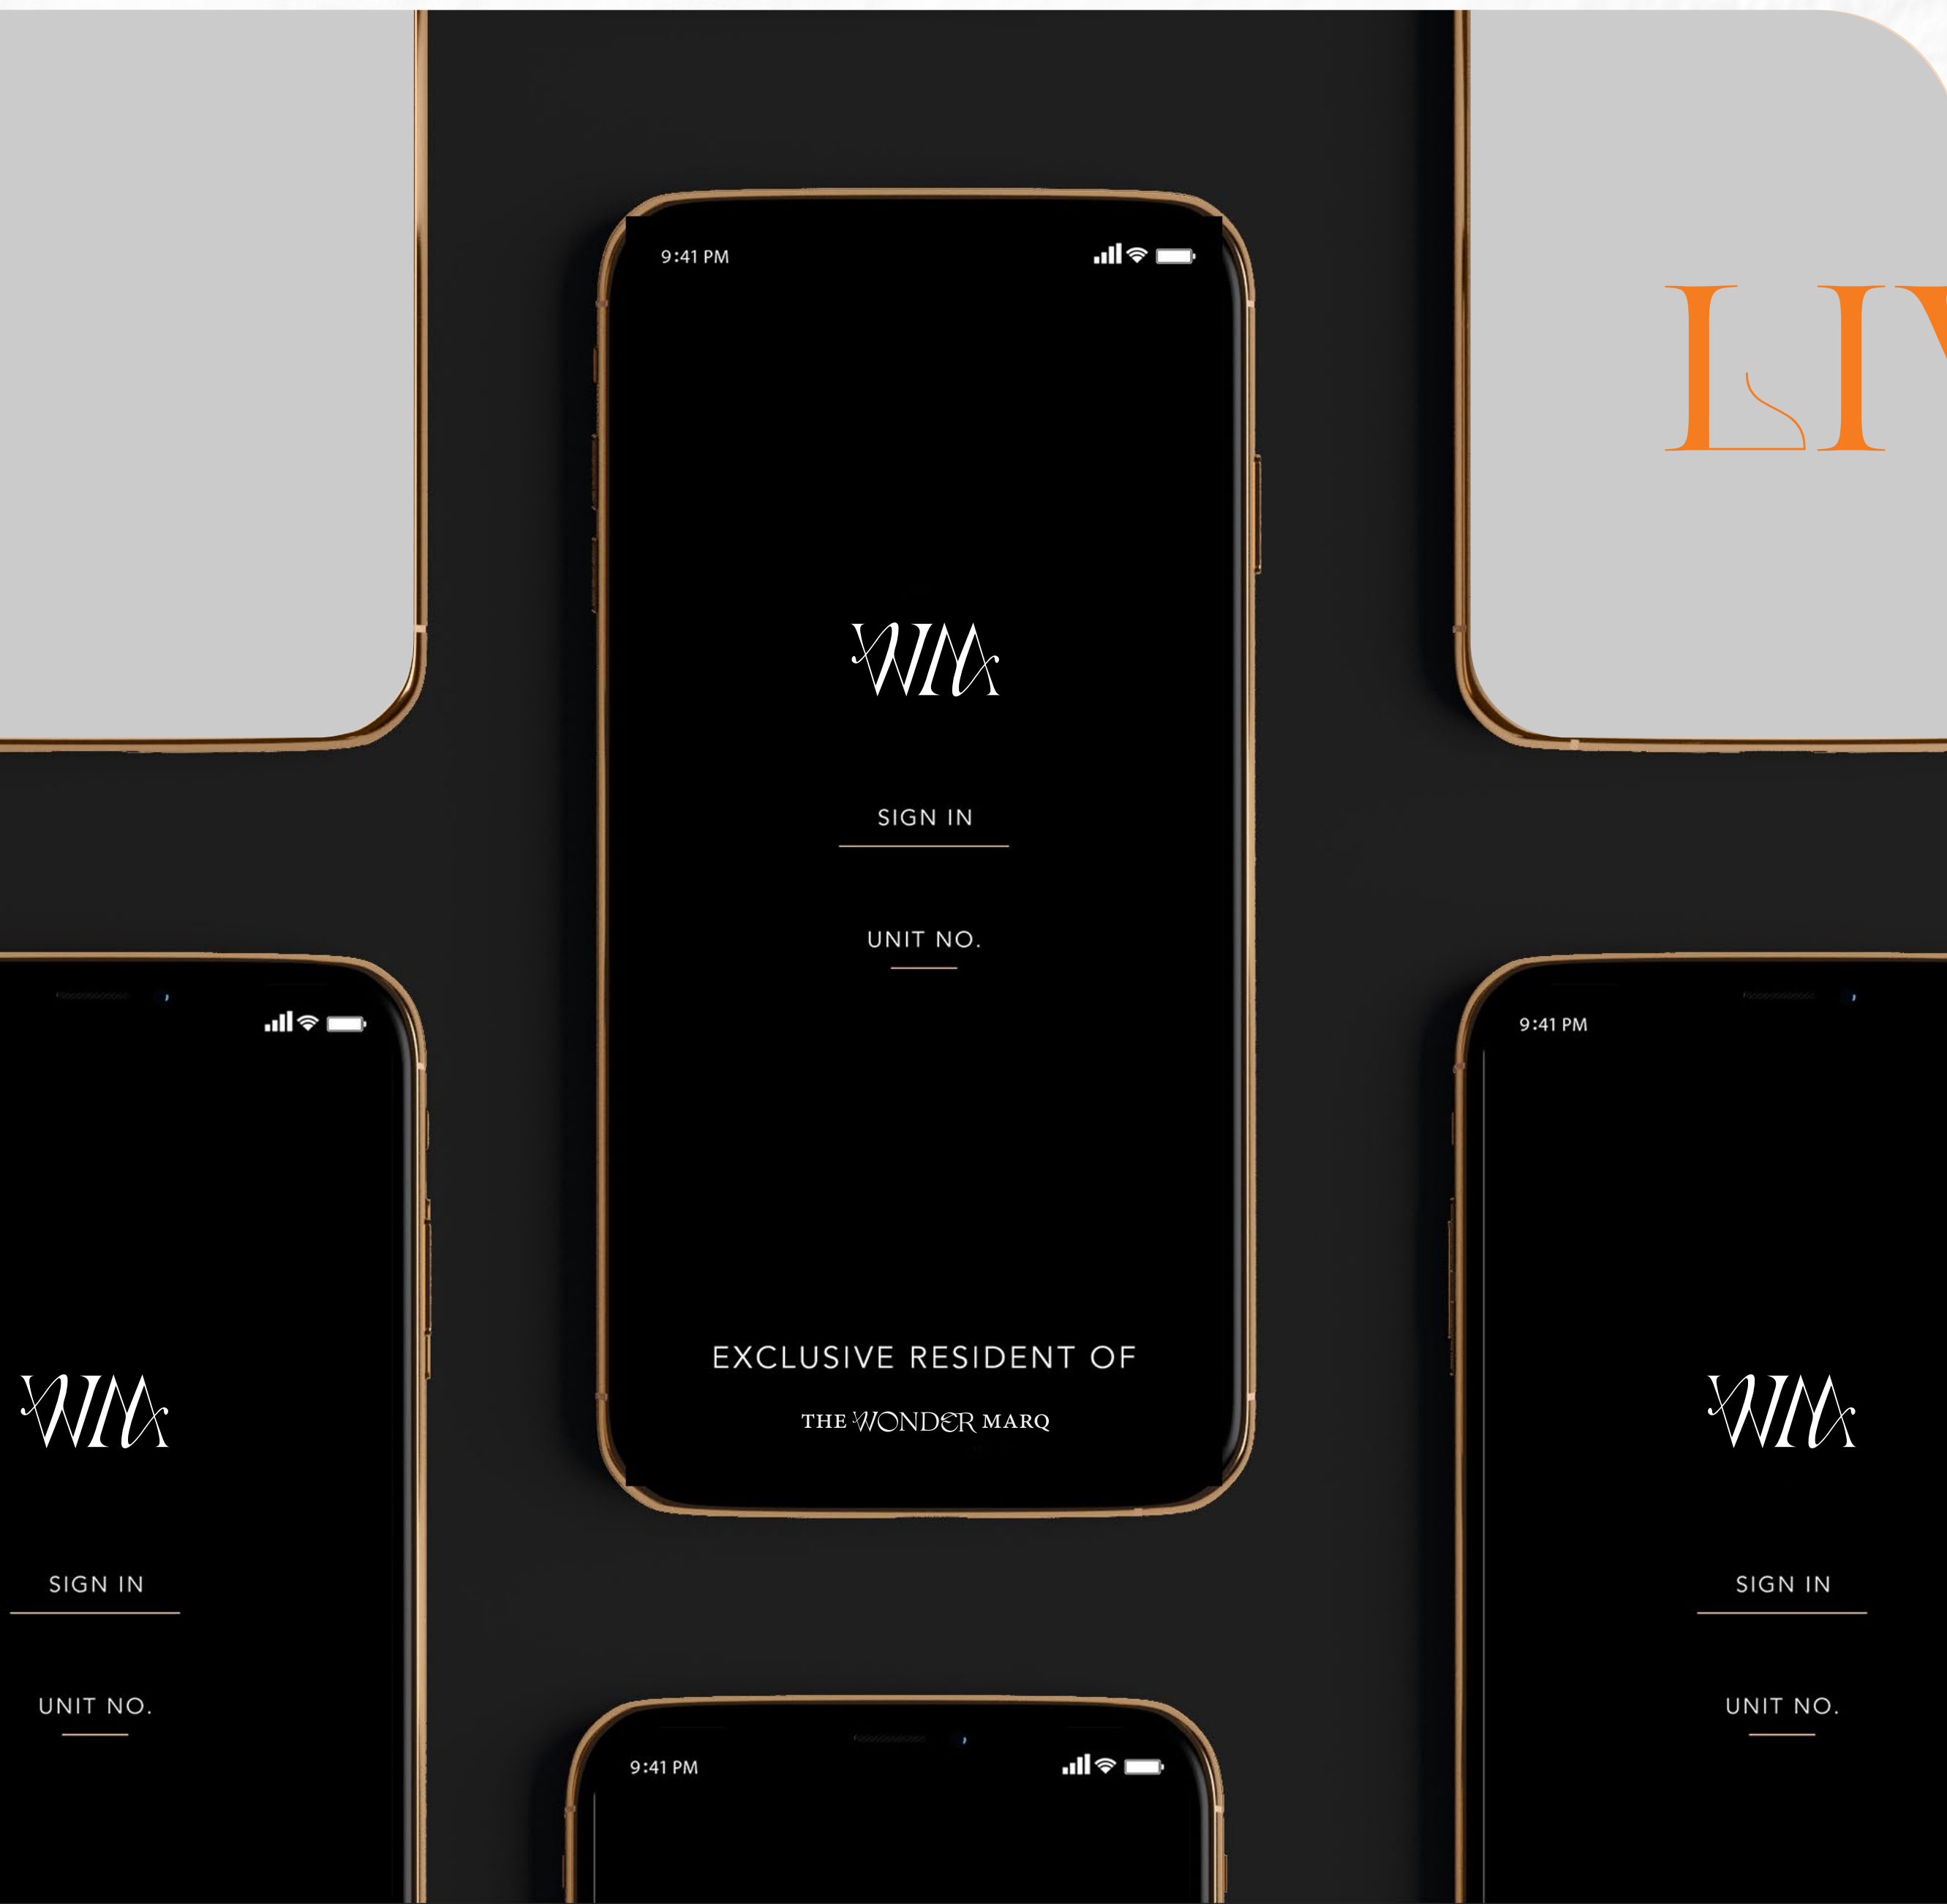 9:41 PM
LIV
WM
SIGN IN
UNIT NO.
EXCLUSIVE RESIDENT OF
THE WONDER MARQ
WM
SIGN IN
UNIT NO.
9:41 PM
WM
SIGN IN
UNIT NO.
9:41 PM